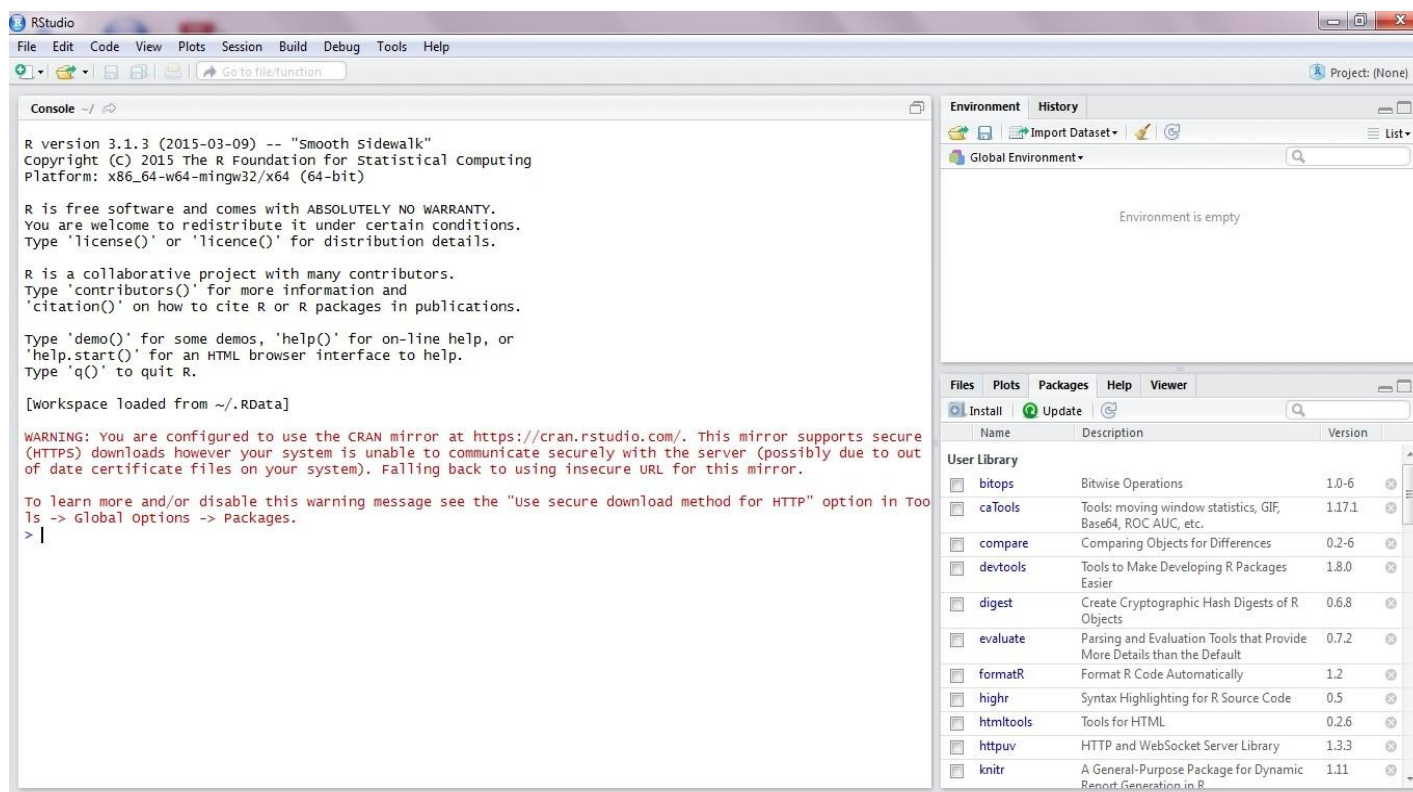 RStudio
File Edit Code View Plots Session Build Debug Tools Help
Go to file/function
Project: (None)
Console ~/
R version 3.1.3 (2015-03-09) -- "Smooth Sidewalk"
Copyright (C) 2015 The R Foundation for Statistical Computing
Platform: x86_64-w64-mingw32/x64 (64-bit)
R is free software and comes with ABSOLUTELY NO WARRANTY.
You are welcome to redistribute it under certain conditions.
Type 'license()' or 'licence()' for distribution details.
R is a collaborative project with many contributors.
Type 'contributors()' for more information and
'citation()' on how to cite R or R packages in publications.
Type 'demo()' for some demos, 'help()' for on-line help, or
'help.start()' for an HTML browser interface to help.
Type 'q()' to quit R.
[Workspace loaded from ~/.RData]
WARNING: You are configured to use the CRAN mirror at https://cran.rstudio.com/. This mirror supports secure
(HTTPS) downloads however your system is unable to communicate securely with the server (possibly due to out
of date certificate files on your system). Falling back to using insecure URL for this mirror.
To learn more and/or disable this warning message see the "Use secure download method for HTTP" option in Too
ls -> Global Options -> Packages.
>
Environment History
Import Dataset
List
Global Environment
Environment is empty
Files Plots Packages Help Viewer
Install Update
Name Description Version
User Library
bitops Bitwise Operations 1.0-6
caTools Tools: moving window statistics, GIF, 1.17.1
Base64, ROC AUC, etc.
compare Comparing Objects for Differences 0.2-6
devtools Tools to Make Developing R Packages 1.8.0
Easier
digest Create Cryptographic Hash Digests of R 0.6.8
Objects
evaluate Parsing and Evaluation Tools that Provide 0.7.2
More Details than the Default
formatR Format R Code Automatically 1.2
highr Syntax Highlighting for R Source Code 0.5
htmltools Tools for HTML 0.2.6
httpuv HTTP and WebSocket Server Library 1.3.3
knitr A General-Purpose Package for Dynamic 1.11
Report Generation in R